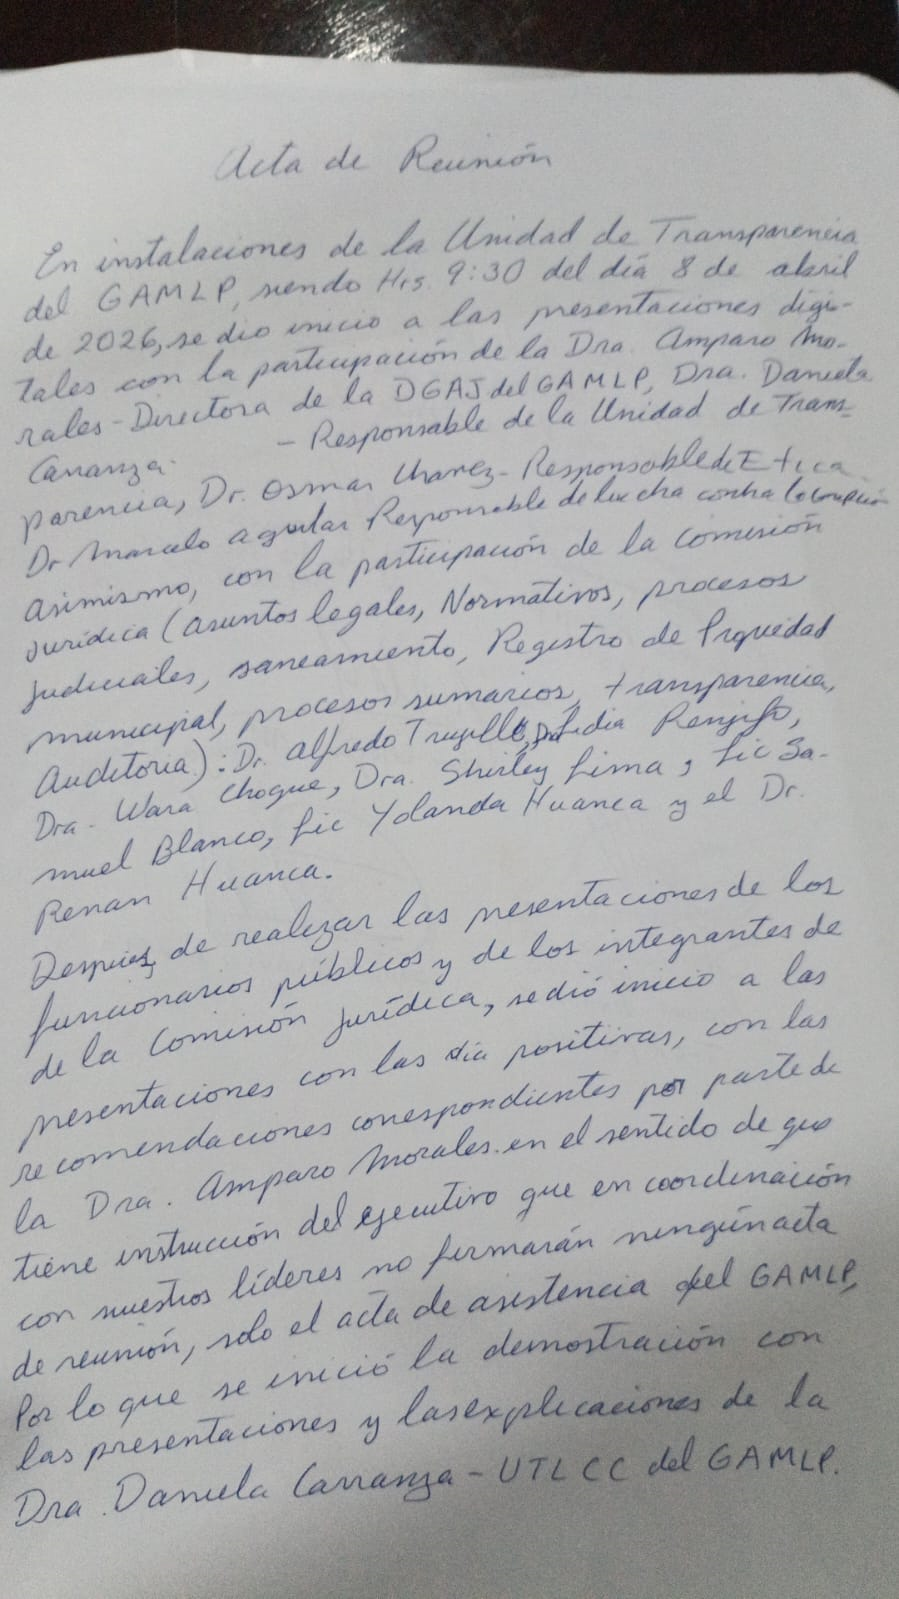 Acta de Reunión
En instalaciones de la Unidad de Transparencia
del GAMLP, siendo Hrs. 9:30 del día 8 de abril
de 2026, se dio inicio a las presentaciones digi-
tales con la participación de la Dra. Amparo Mo-
rales - Directora de la DGAJ del GAMLP, Dra. Daniela
Carranza - Responsable de la Unidad de Trans-
parencia, Dr. Osmar Chavez - Responsable de Etica
Dr Marcelo Aguilar Responsable de lucha contra la Corrupción
asimismo, con la participación de la comisión
Jurídica (asuntos legales, Normativos, procesos
judiciales, saneamiento, Registro de Propiedad
municipal, procesos sumarios, transparencia,
Auditoria): Dr. Alfredo Trujillo, Lidia Rengifo,
Dra. Wara Choque, Dra. Shirley Lima, Lic Sa-
muel Blanco, Lic Yolanda Huanca y el Dr.
Renan Huanca.
Despues, de realizar las presentaciones de los
funcionarios públicos y de los integrantes de
de la Comisión jurídica, se dió inicio a las
presentaciones con las dia positivas, con las
recomendaciones correspondientes por parte de
la Dra. Amparo Morales. en el sentido de que
tiene instrucción del ejecutivo que en coordinación
con nuestros líderes no firmarán ningún acta
de reunión, solo el acta de asistencia del GAMLP,
Por lo que se inició la demostración con
las presentaciones y las explicaciones de la
Dra. Daniela Carranza - UTLCC del GAMLP.